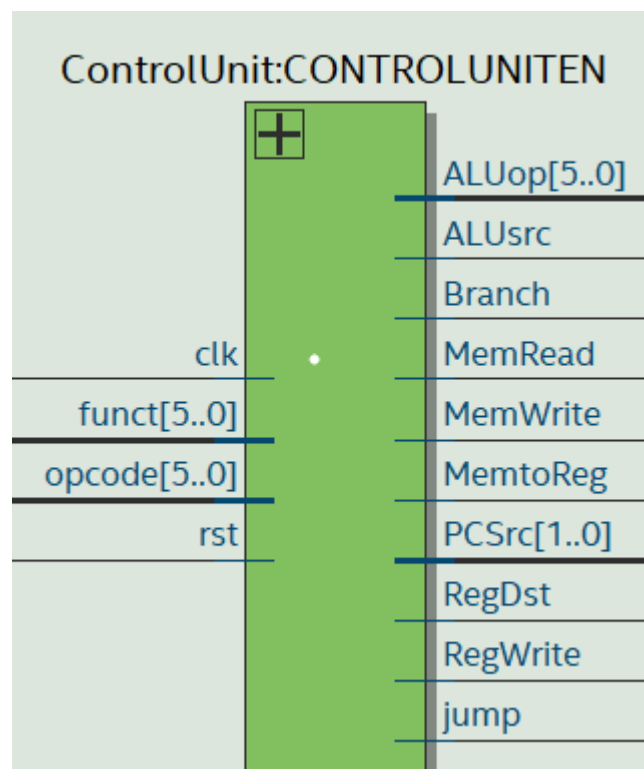 ControlUnit:CONTROLUNITEN
ALUop[5..0]
ALUsrc
Branch
clk
MemRead
funct[5..0]
MemWrite
opcode[5..0]
MemtoReg
rst
PCSrc[1..0]
RegDst
RegWrite
jump